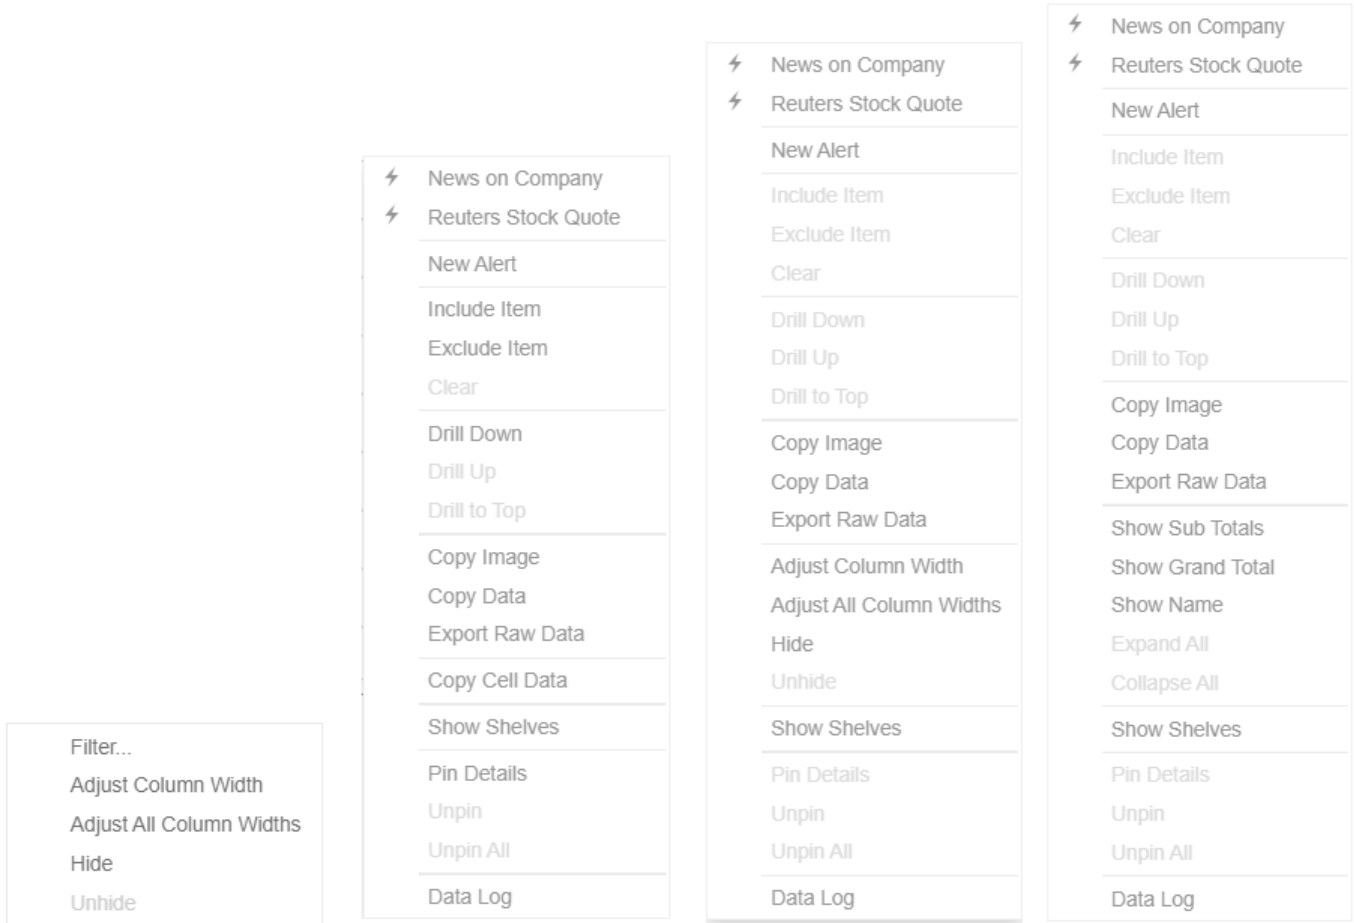 Filter...
Adjust Column Width
Adjust All Column Widths
Hide
Unhide
News on Company
Reuters Stock Quote
New Alert
Include Item
Exclude Item
Clear
Drill Down
Drill Up
Drill to Top
Copy Image
Copy Data
Export Raw Data
Copy Cell Data
Show Shelves
Pin Details
Unpin
Unpin All
Data Log
News on Company
Reuters Stock Quote
New Alert
Include Item
Exclude Item
Clear
Drill Down
Drill Up
Drill to Top
Copy Image
Copy Data
Export Raw Data
Adjust Column Width
Adjust All Column Widths
Hide
Unhide
Show Shelves
Pin Details
Unpin
Unpin All
Data Log
News on Company
Reuters Stock Quote
New Alert
Include Item
Exclude Item
Clear
Drill Down
Drill Up
Drill to Top
Copy Image
Copy Data
Export Raw Data
Show Sub Totals
Show Grand Total
Show Name
Expand All
Collapse All
Show Shelves
Pin Details
Unpin
Unpin All
Data Log